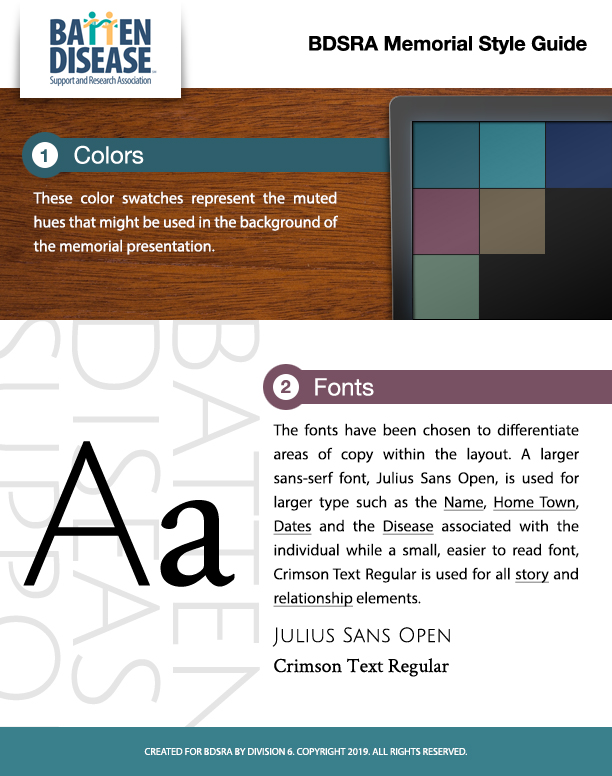 BATTEN
DISEASE™
Support and Research Association
BDSRA Memorial Style Guide
1 Colors
These color swatches represent the muted
hues that might be used in the background of
the memorial presentation.
BATTEN
DISEAS
SUPPO
Aa
2 Fonts
The fonts have been chosen to differentiate
areas of copy within the layout. A larger
sans-serf font, Julius Sans Open, is used for
larger type such as the Name, Home Town,
Dates and the Disease associated with the
individual while a small, easier to read font,
Crimson Text Regular is used for all story and
relationship elements.
Julius Sans Open
Crimson Text Regular
CREATED FOR BDSRA BY DIVISION 6. COPYRIGHT 2019. ALL RIGHTS RESERVED.